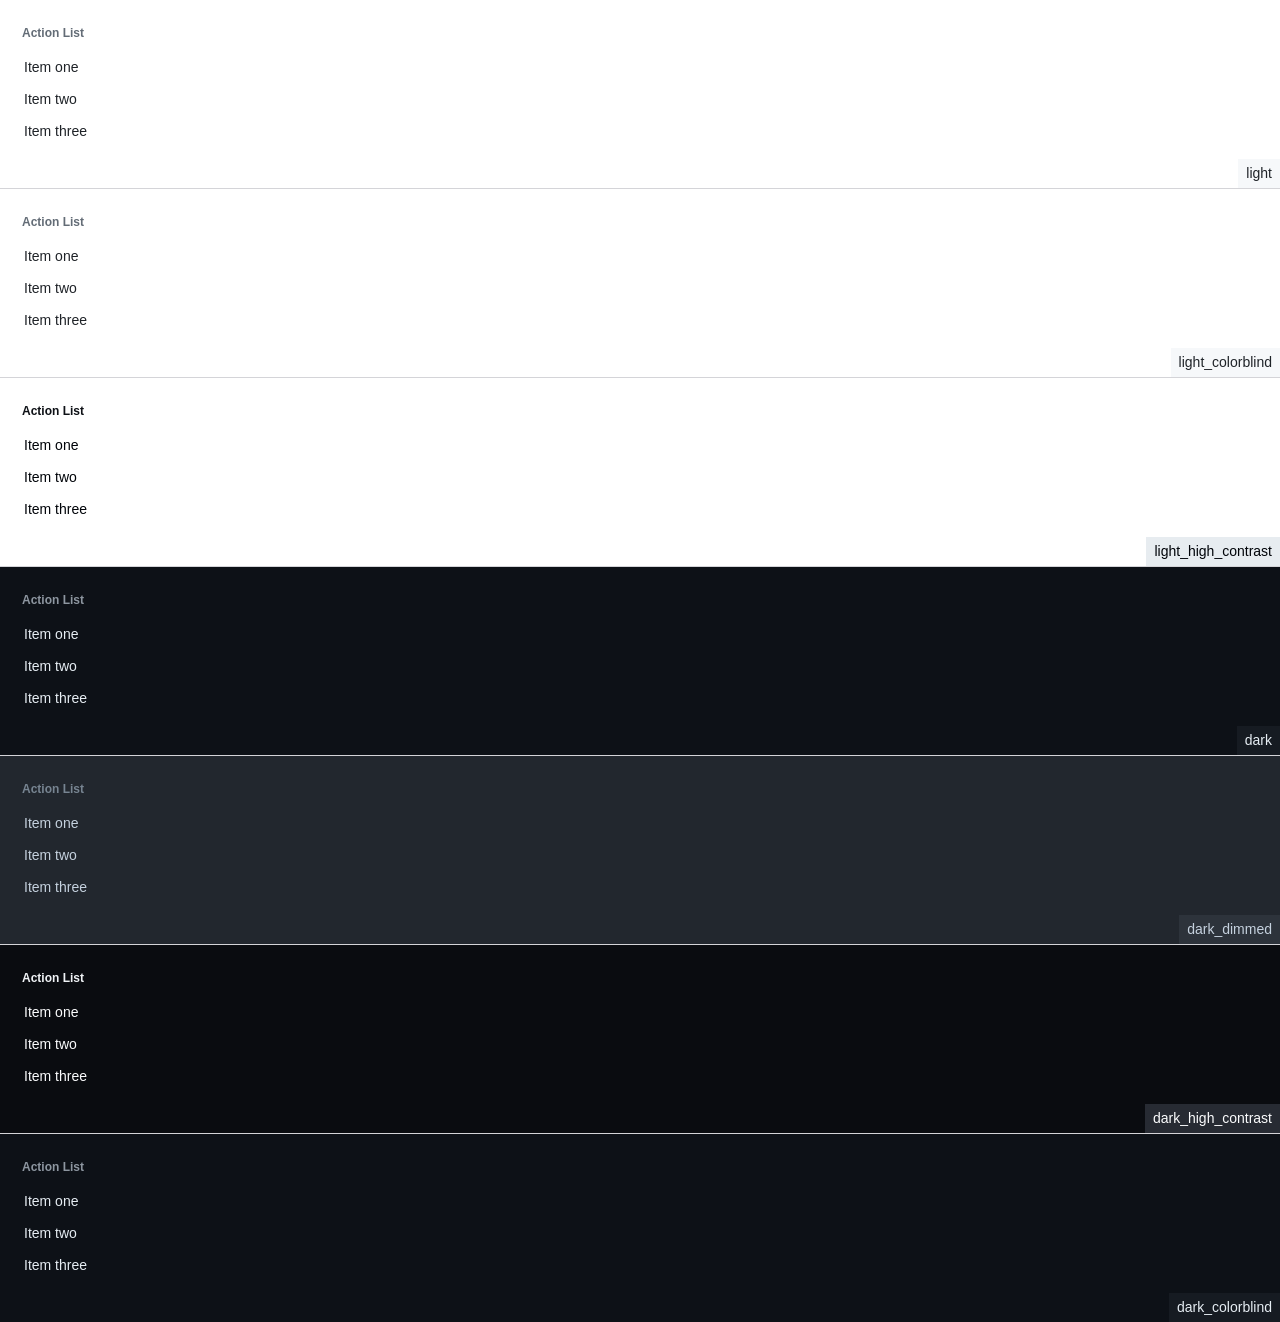 Action List
Item one
Item two
Item three
light
Action List
Item one
Item two
Item three
light_colorblind
Action List
Item one
Item two
Item three
light_high_contrast
Action List
Item one
Item two
Item three
dark
Action List
Item one
Item two
Item three
dark_dimmed
Action List
Item one
Item two
Item three
dark_high_contrast
Action List
Item one
Item two
Item three
dark_colorblind